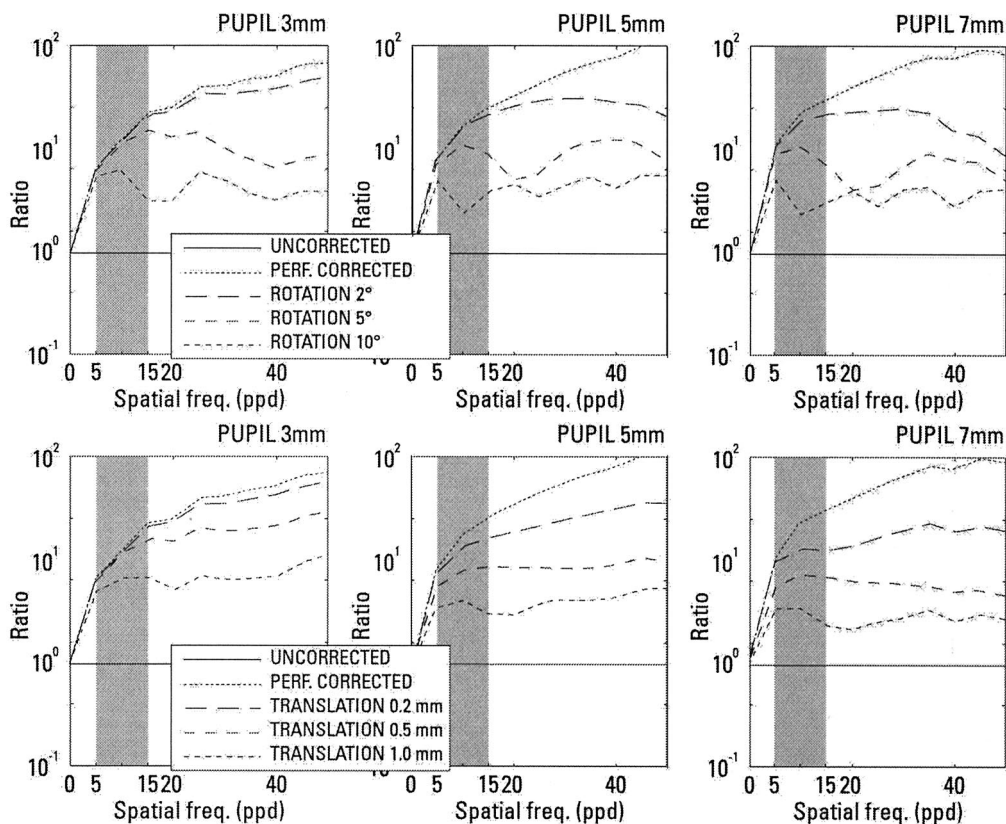 PUPIL 3mm
PUPIL 5mm
PUPIL 7mm
10²
10¹
10⁰
10⁻¹
Ratio
0 5 15 20 40
Spatial freq. (ppd)
10²
10¹
Ratio
0 5 15 20 40
Spatial freq. (ppd)
10²
10¹
10⁰
10⁻¹
Ratio
0 5 15 20 40
Spatial freq. (ppd)
UNCORRECTED
PERF. CORRECTED
ROTATION 2°
ROTATION 5°
ROTATION 10°
PUPIL 3mm
PUPIL 5mm
PUPIL 7mm
10²
10¹
10⁰
10⁻¹
Ratio
0 5 15 20 40
Spatial freq. (ppd)
10²
10¹
Ratio
0 5 15 20 40
Spatial freq. (ppd)
10²
10¹
10⁰
10⁻¹
Ratio
0 5 15 20 40
Spatial freq. (ppd)
UNCORRECTED
PERF. CORRECTED
TRANSLATION 0.2 mm
TRANSLATION 0.5 mm
TRANSLATION 1.0 mm